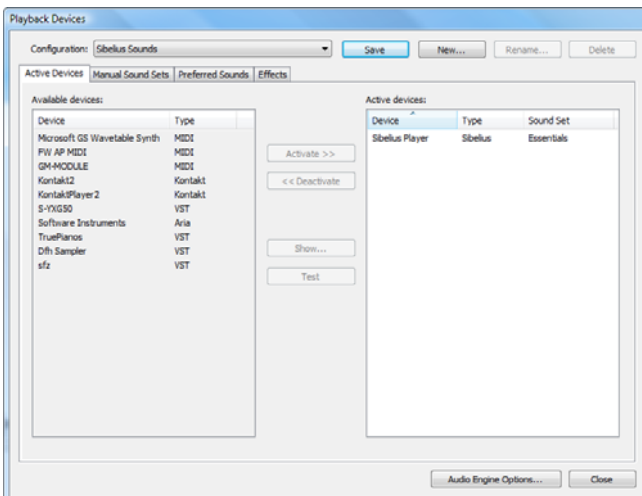 Playback Devices
Configuration: Sibelius Sounds Save New... Rename... Delete
Active Devices Manual Sound Sets Preferred Sounds Effects
Available devices: Active devices:
Device Type Device Type Sound Set
Microsoft GS Wavetable Synth MIDI Sibelius Player Sibelius Essentials
FW AP MIDI MIDI
GM-MODULE MIDI Activate >>
Kontakt2 Kontakt
KontaktPlayer2 Kontakt << Deactivate
S-YXG50 VST
Software Instruments Aria
TruePianos VST
Dfh Sampler VST Show...
sfz VST
Test
Audio Engine Options... Close